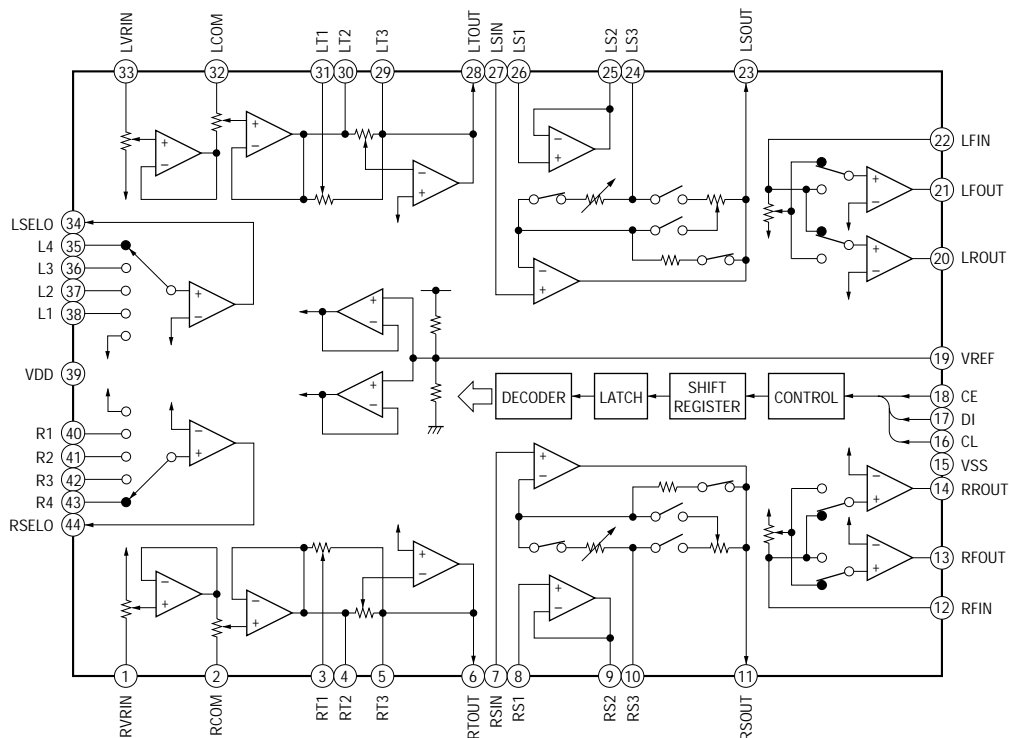 LVRIN LCOM LT1 LT2 LT3 LTOUT LSIN LS1 LS2 LS3 LSOUT
33 32 31 30 29 28 27 26 25 24 23
22 LFIN
21 LFOUT
20 LROUT
LSELO 34
L4 35
L3 36
L2 37
L1 38
VDD 39
19 VREF
DECODER
LATCH
SHIFT
REGISTER
CONTROL
18 CE
17 DI
16 CL
15 VSS
14 RROUT
13 RFOUT
12 RFIN
R1 40
R2 41
R3 42
R4 43
RSELO 44
1 2 3 4 5 6 7 8 9 10 11
RVRIN RCOM RT1 RT2 RT3 RTOUT RSIN RS1 RS2 RS3 RSOUT